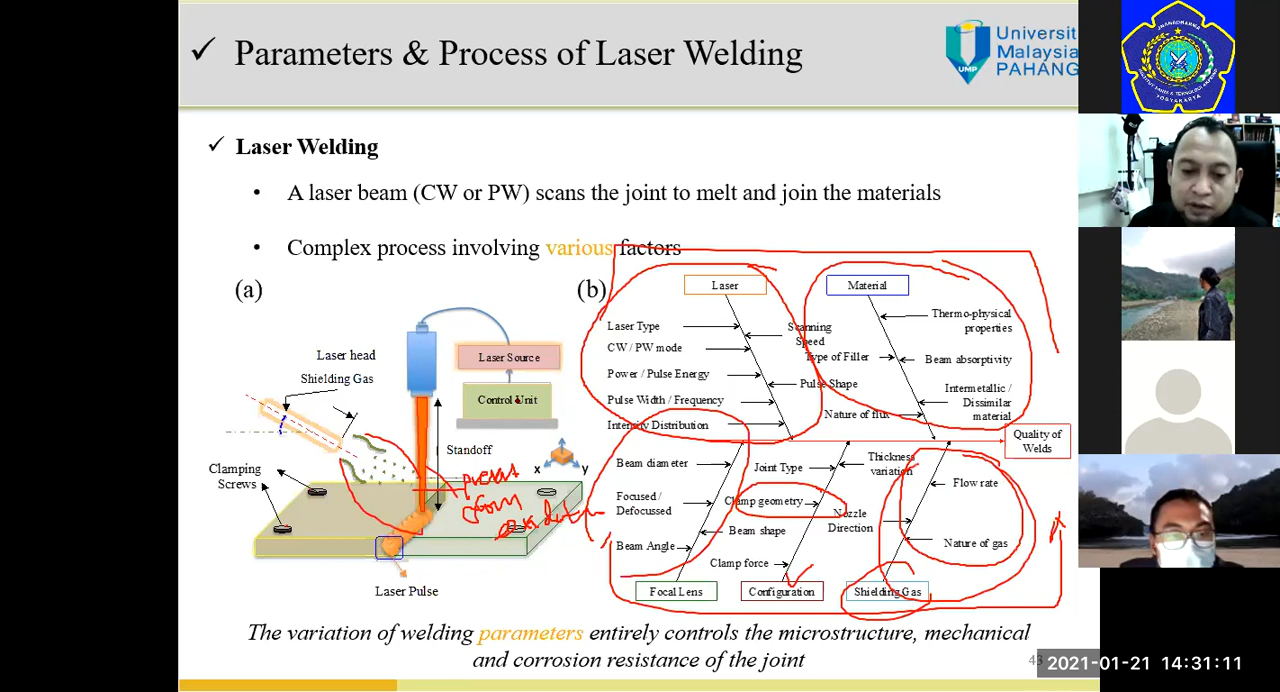 ✓ Parameters & Process of Laser Welding
Universit
Malaysia
PAHANG
UMP
YOGYAKARTA
✓ Laser Welding
• A laser beam (CW or PW) scans the joint to melt and join the materials
• Complex process involving various factors
(a)
Laser head
Shielding Gas
Laser Source
Control Unit
Standoff
Clamping
Screws
x
y
from
Laser Pulse
(b)
Laser
Material
Laser Type
CW / PW mode
Power / Pulse Energy
Pulse Width / Frequency
Intensity Distribution
Scanning
Speed
Pulse Shape
Type of Filler
Nature of flux
Thermo-physical
properties
Beam absorptivity
Intermetallic /
Dissimilar
material
Quality of
Welds
Beam diameter
Focused /
Defocussed
Beam Angle
Beam shape
Joint Type
Clamp geometry
Clamp force
Thickness
variation
Nozzle
Direction
Flow rate
Nature of gas
Focal Lens
Configuration
Shielding Gas
The variation of welding parameters entirely controls the microstructure, mechanical
and corrosion resistance of the joint
43
2021-01-21 14:31:11